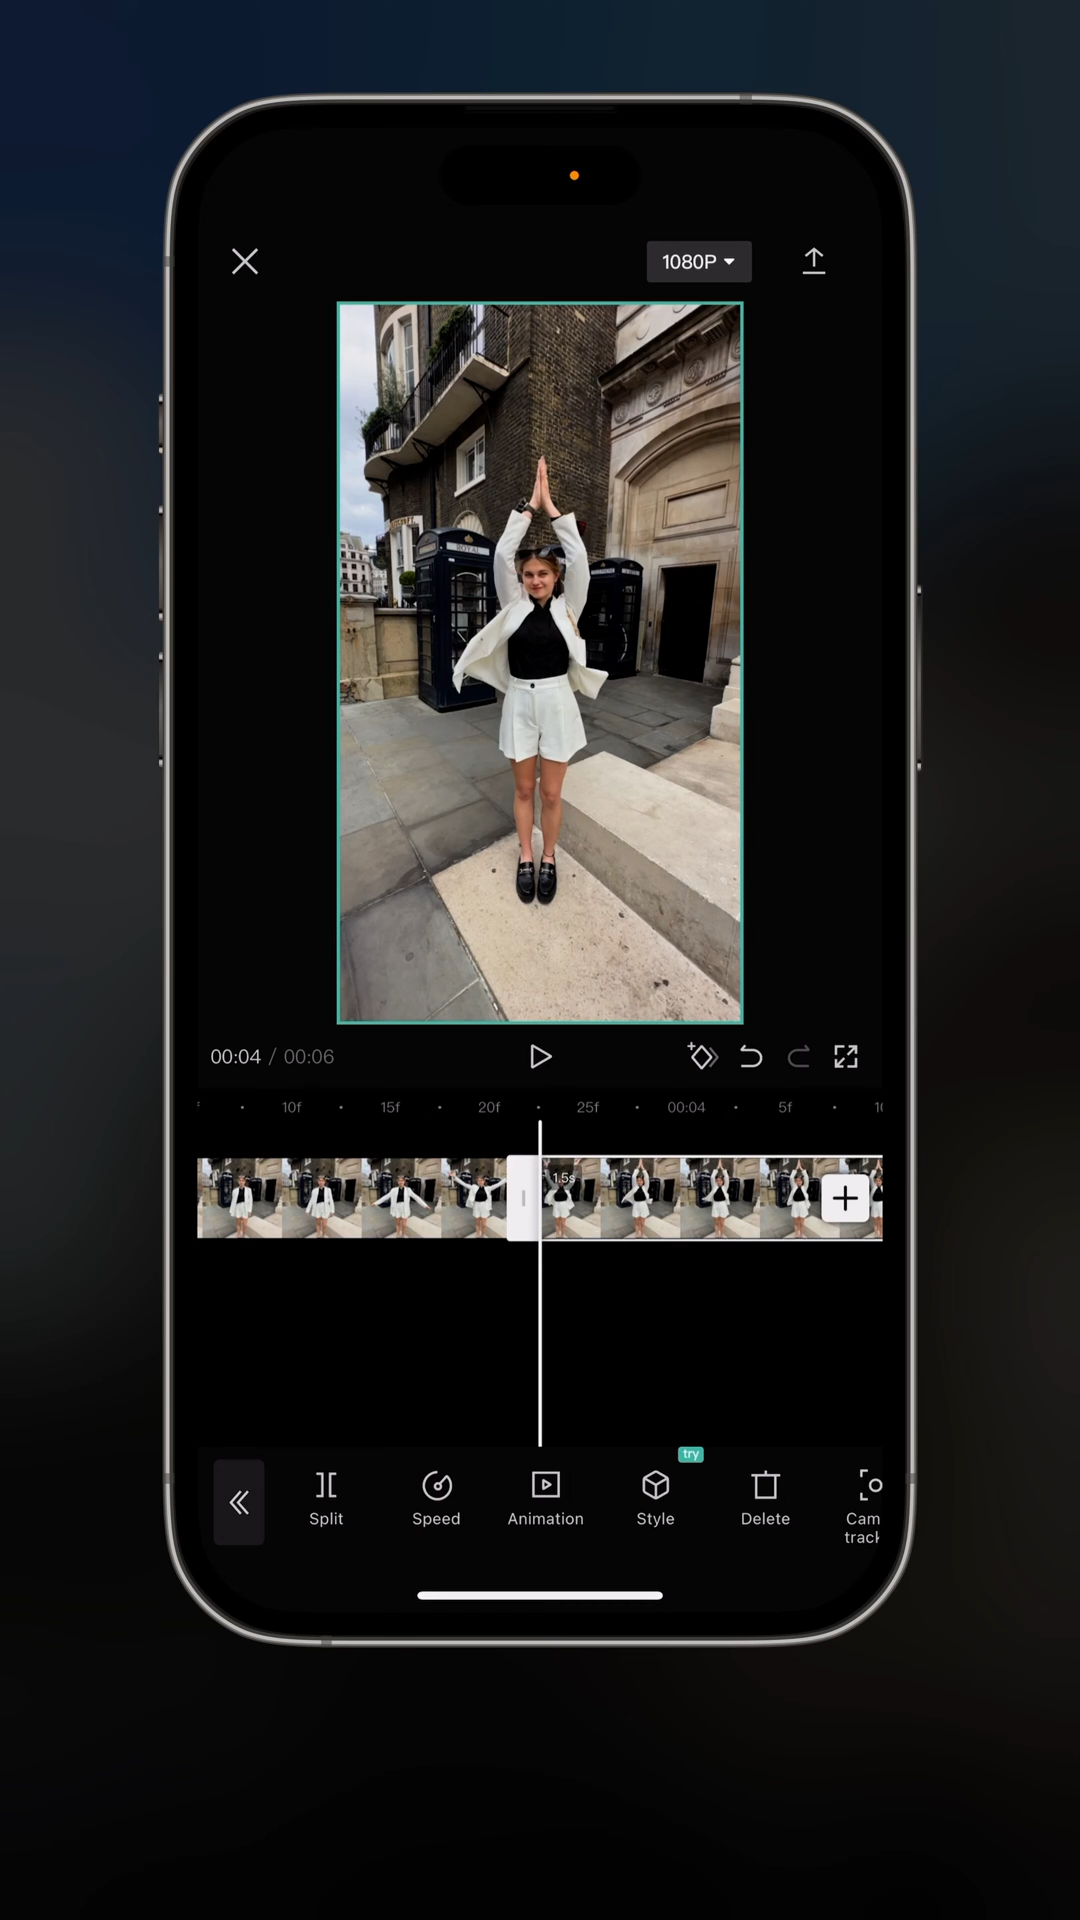 1080P
ROYAL
00:04 / 00:06
10f
15f
20f
25f
00:04
5f
1.5s
try
Split
Speed
Animation
Style
Delete
Cam
track